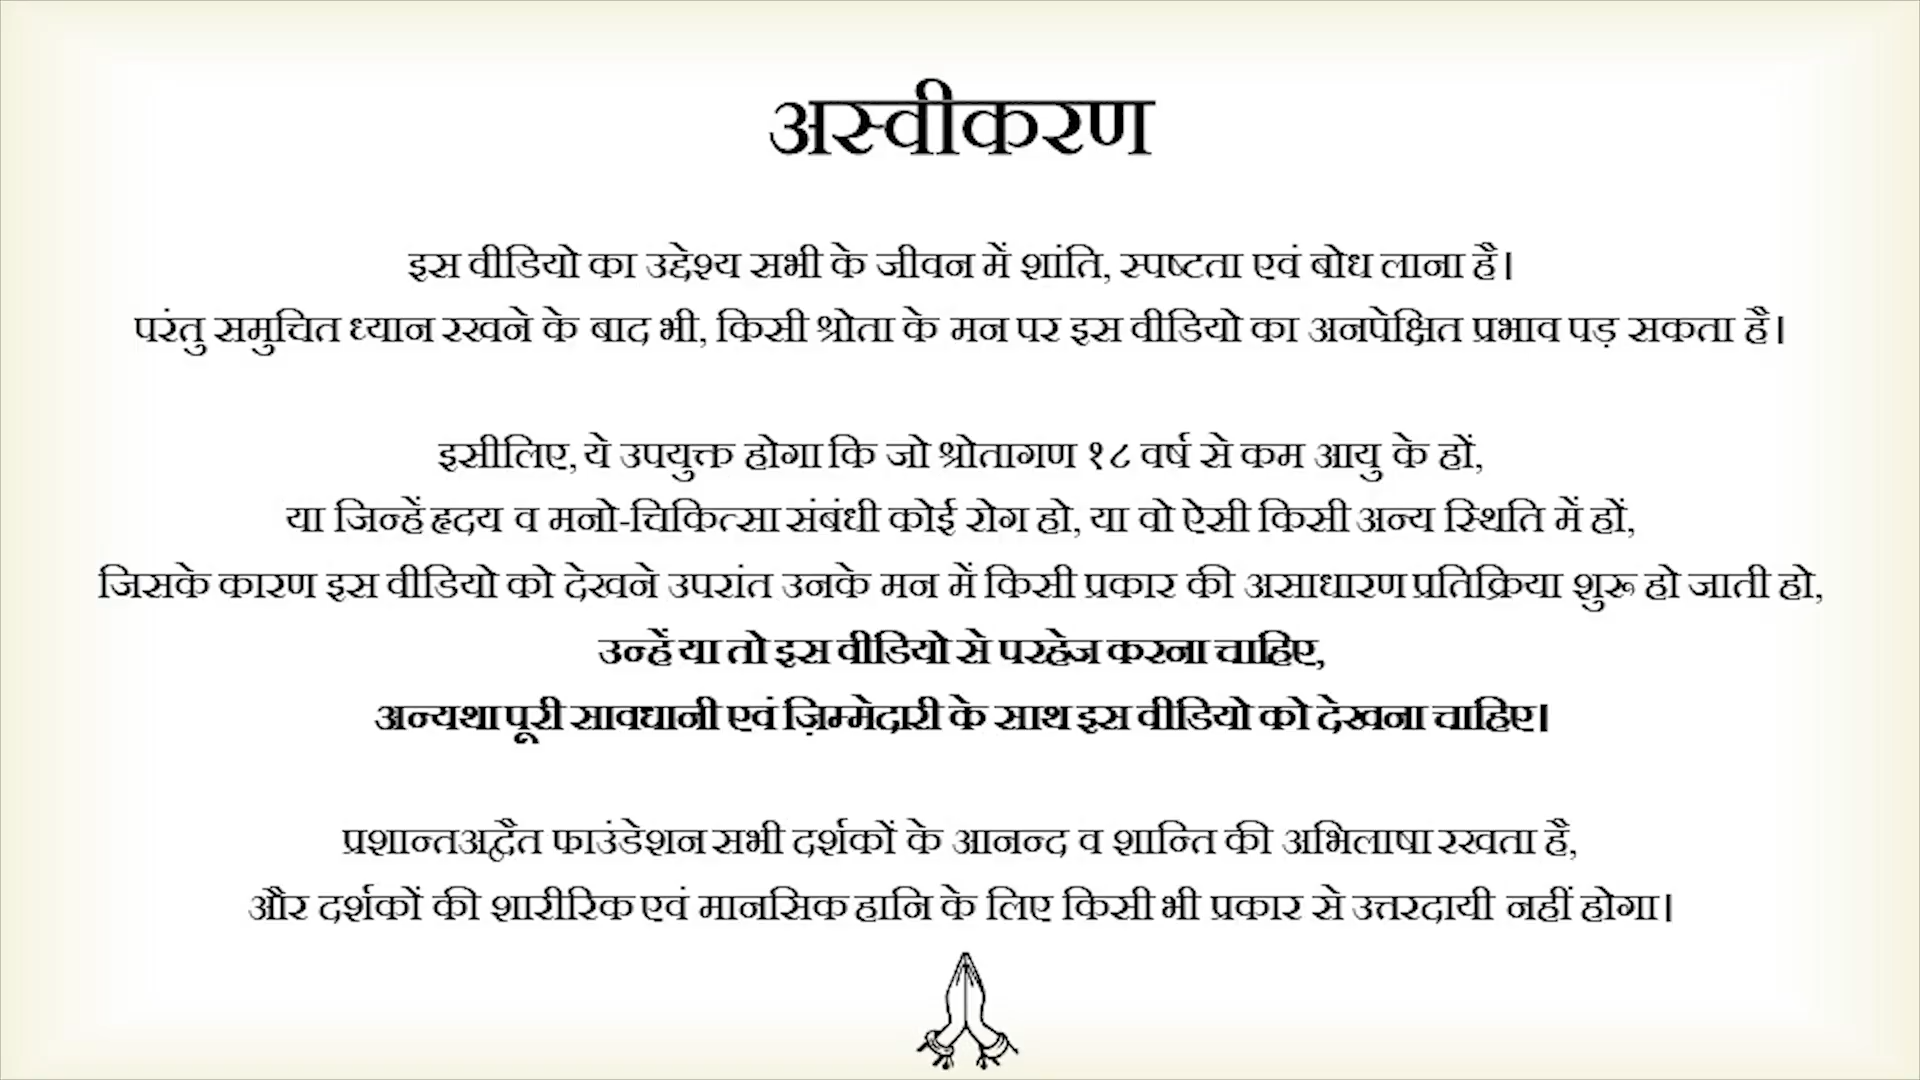 अस्वीकरण
इस वीडियो का उद्देश्य सभी के जीवन में शांति, स्पष्टता एवं बोध लाना है।
परंतु समुचित ध्यान रखने के बाद भी, किसी श्रोता के मन पर इस वीडियो का अनपेक्षित प्रभाव पड़ सकता है।
इसीलिए, ये उपयुक्त होगा कि जो श्रोतागण १८ वर्ष से कम आयु के हों,
या जिन्हें हृदय व मनो-चिकित्सा संबंधी कोई रोग हो, या वो ऐसी किसी अन्य स्थिति में हों,
जिसके कारण इस वीडियो को देखने उपरांत उनके मन में किसी प्रकार की असाधारण प्रतिक्रिया शुरू हो जाती हो,
उन्हें या तो इस वीडियो से परहेज करना चाहिए,
अन्यथा पूरी सावधानी एवं ज़िम्मेदारी के साथ इस वीडियो को देखना चाहिए।
प्रशान्तअद्वैत फाउंडेशन सभी दर्शकों के आनन्द व शान्ति की अभिलाषा रखता है,
और दर्शकों की शारीरिक एवं मानसिक हानि के लिए किसी भी प्रकार से उत्तरदायी नहीं होगा।